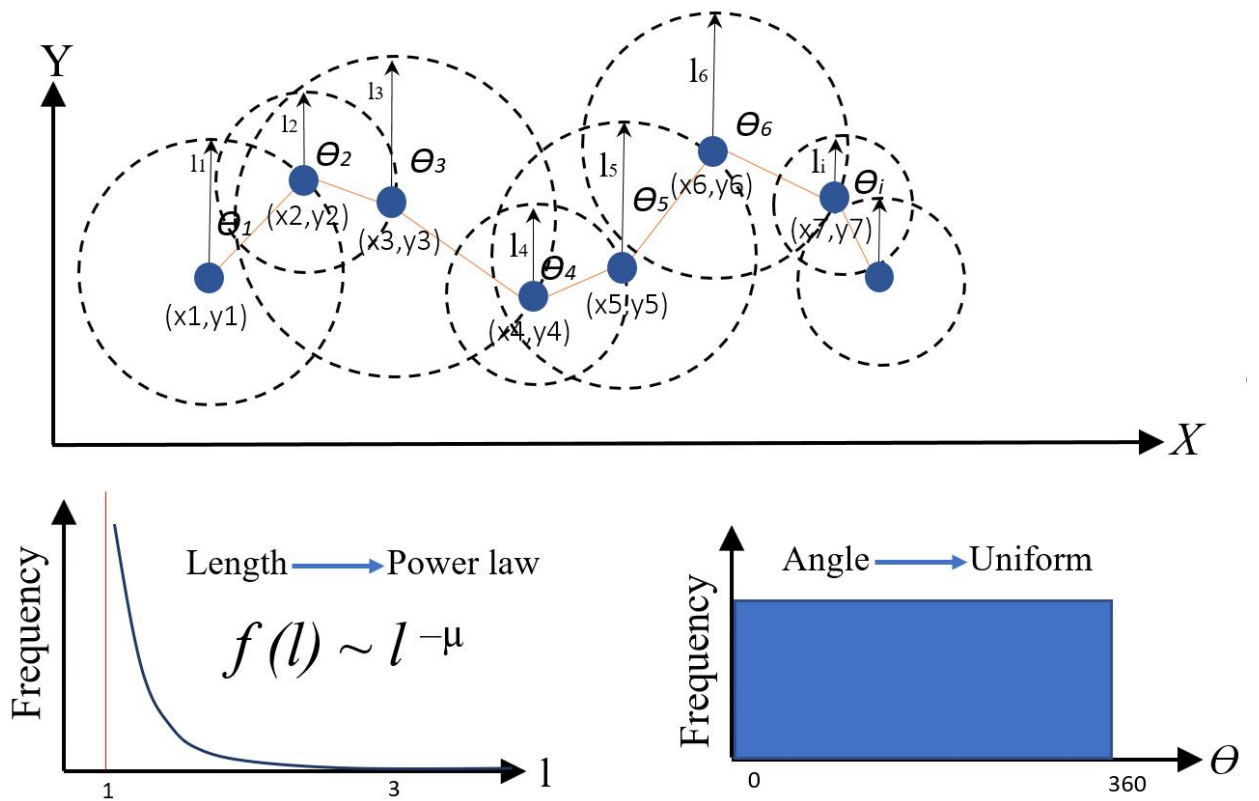 Y
l₆
l₃
l₂
l₁
l₅
lᵢ
l₄
Θ₆
Θ₂
Θ₃
Θᵢ
Θ₅
Θ₁
Θ₄
(x6,y6)
(x2,y2)
(x7,y7)
(x3,y3)
(x5,y5)
(x1,y1)
(x4,y4)
X
Frequency
Length
Power law
f (l) ~ l ⁻μ
l
1
3
Frequency
Angle
Uniform
Θ
0
360